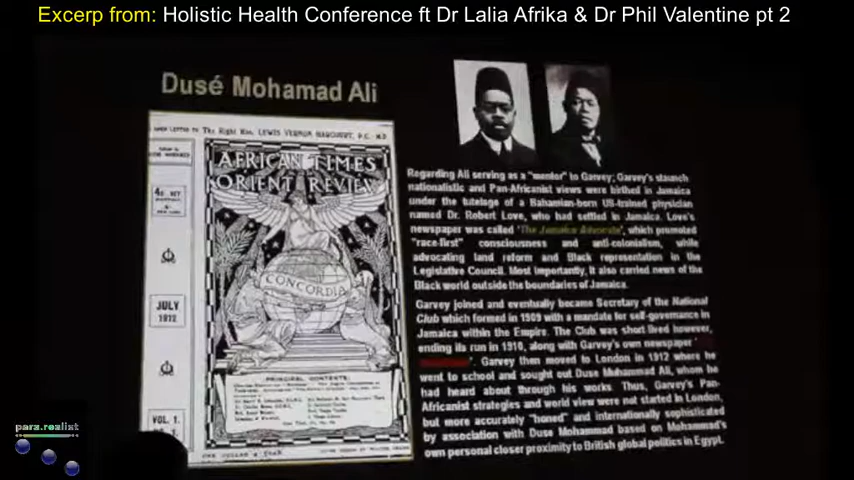 Excerp from: Holistic Health Conference ft Dr Lalia Afrika & Dr Phil Valentine pt 2
Dusé Mohamad Ali
The Right Hon. LEWIS VERNON HARCOURT, P.C. M.P.
AFRICAN TIMES
ORIENT REVIEW
CONCORDIA
JULY
1912
PRINCIPAL CONTENTS:
VOL. 1.
Regarding Ali serving as a "mentor" to Garvey; Garvey's staunch
nationalistic and Pan-Africanist views were birthed in Jamaica
under the tutelage of a Bahamian-born US-trained physician
named Dr. Robert Love, who had settled in Jamaica. Love's
newspaper was called 'The Jamaica Advocate', which promoted
"race-first" consciousness and anti-colonialism, while
advocating land reform and Black representation in the
Legislative Council. Most importantly, it also carried news of the
Black world outside the boundaries of Jamaica.
Garvey joined and eventually became Secretary of the National
Club which formed in 1909 with a mandate for self-governance in
Jamaica within the Empire. The Club was short lived however,
ending its run in 1910, along with Garvey's own newspaper '
'. Garvey then moved to London in 1912 where he
went to school and sought out Duse Muhammad Ali, whom he
had heard about through his works. Thus, Garvey's Pan-
Africanist strategies and world view were not started in London,
but more accurately "honed" and internationally sophisticated
by association with Duse Mohammad based on Mohammad's
own personal closer proximity to British global politics in Egypt.
para.realist